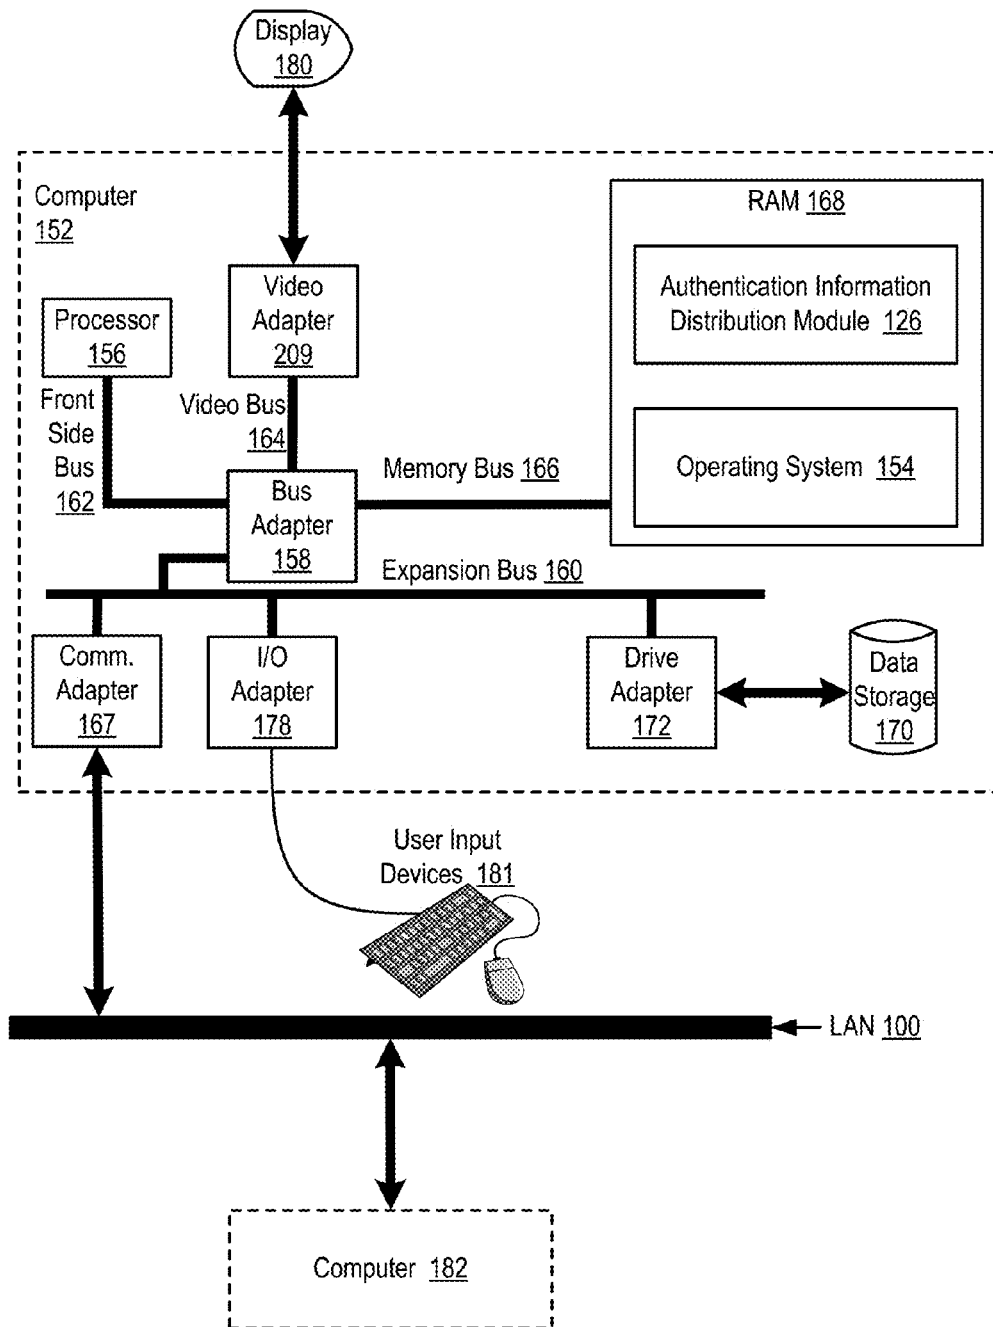 Display
180
Computer
152
RAM 168
Authentication Information
Distribution Module 126
Operating System 154
Video
Adapter
209
Processor
156
Front
Side
Bus
162
Video Bus
164
Memory Bus 166
Bus
Adapter
158
Expansion Bus 160
Comm.
Adapter
167
I/O
Adapter
178
Drive
Adapter
172
Data
Storage
170
User Input
Devices 181
LAN 100
Computer 182